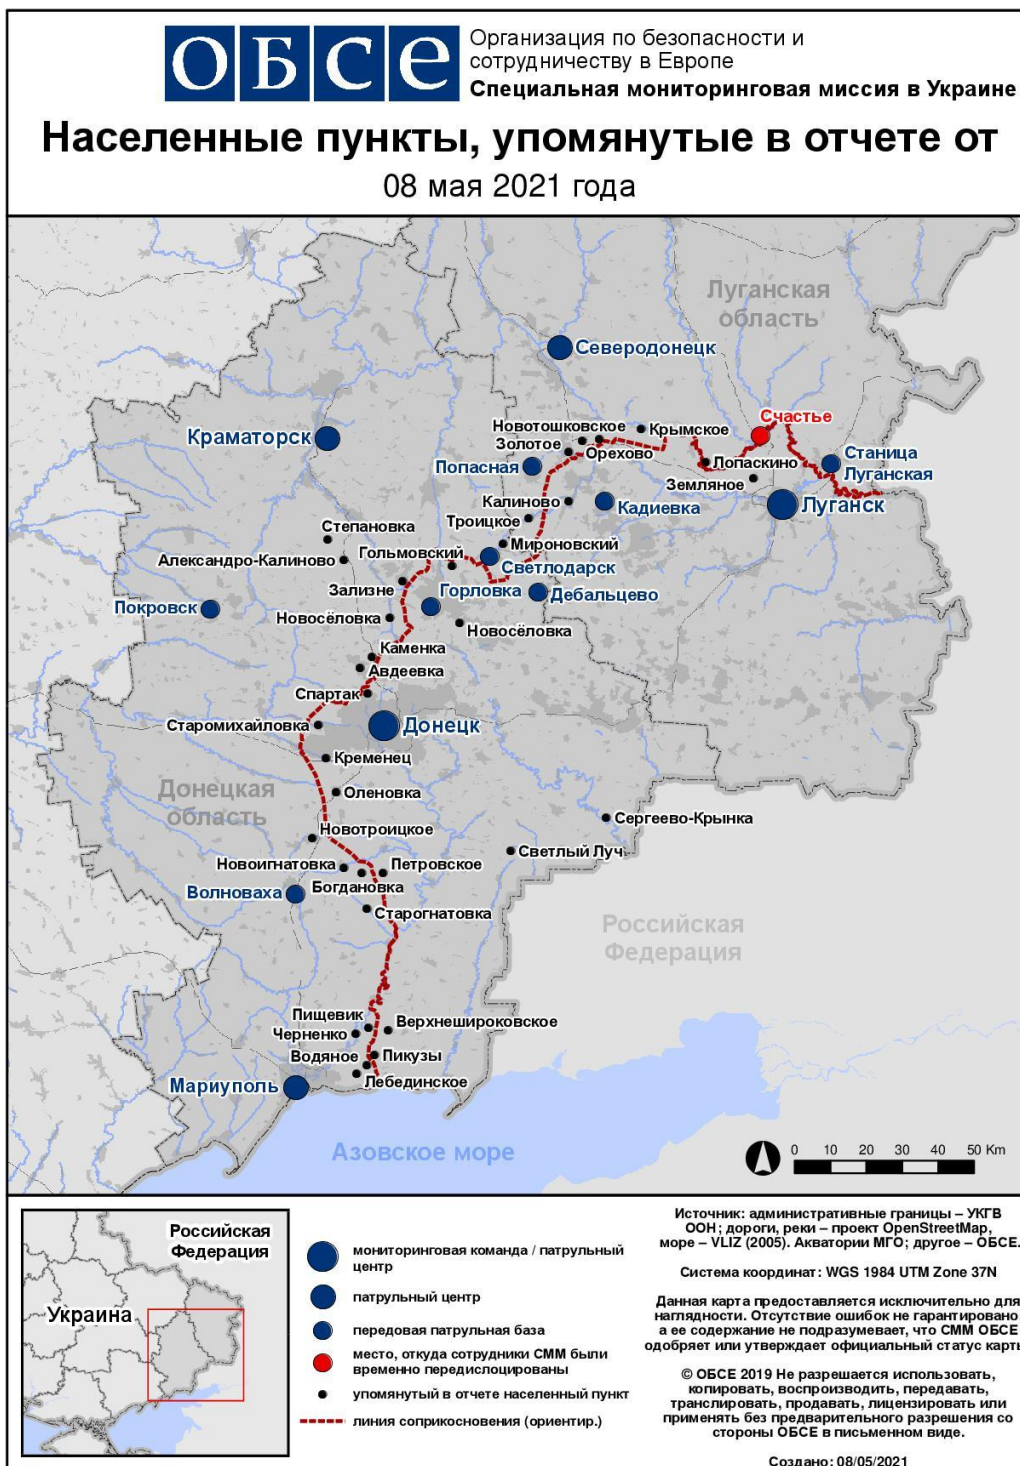 ОБСЕ
Организация по безопасности и
сотрудничеству в Европе
Специальная мониторинговая миссия в Украине
Населенные пункты, упомянутые в отчете от
08 мая 2021 года
Луганская
область
Северодонецк
Счастье
Новотошковское
Крымское
Краматорск
Золотое
Орехово
Станица
Луганская
Попасная
Лопаскино
Земляное
Калиново
Кадиевка
Луганск
Троицкое
Степановка
Мироновский
Гольмовский
Александро-Калиново
Светлодарск
Зализне
Горловка
Дебальцево
Покровск
Новосёловка
Новосёловка
Каменка
Авдеевка
Спартак
Старомихайловка
Донецк
Кременец
Донецкая
область
Оленовка
Сергеево-Крынка
Новотроицкое
Светлый Луч
Новоигнатовка
Петровское
Богдановка
Волноваха
Старогнатовка
Российская
Федерация
Пищевик
Верхнешироковское
Черненко
Водяное
Пикузы
Лебединское
Мариуполь
Азовское море
0 10 20 30 40 50 Km
Российская
Федерация
Украина
мониторинговая команда / патрульный
центр
патрульный центр
передовая патрульная база
место, откуда сотрудники СММ были
временно передислоцированы
упомянутый в отчете населенный пункт
линия соприкосновения (ориентир.)
Источник: административные границы – УКГВ
ООН; дороги, реки – проект OpenStreetMap,
море – VLIZ (2005). Акватории МГО; другое – ОБСЕ.
Система координат: WGS 1984 UTM Zone 37N
Данная карта предоставляется исключительно для
наглядности. Отсутствие ошибок не гарантировано
а ее содержание не подразумевает, что СММ ОБСЕ
одобряет или утверждает официальный статус карты
© ОБСЕ 2019 Не разрешается использовать,
копировать, воспроизводить, передавать,
транслировать, продавать, лицензировать или
применять без предварительного разрешения со
стороны ОБСЕ в письменном виде.
Создано: 08/05/2021